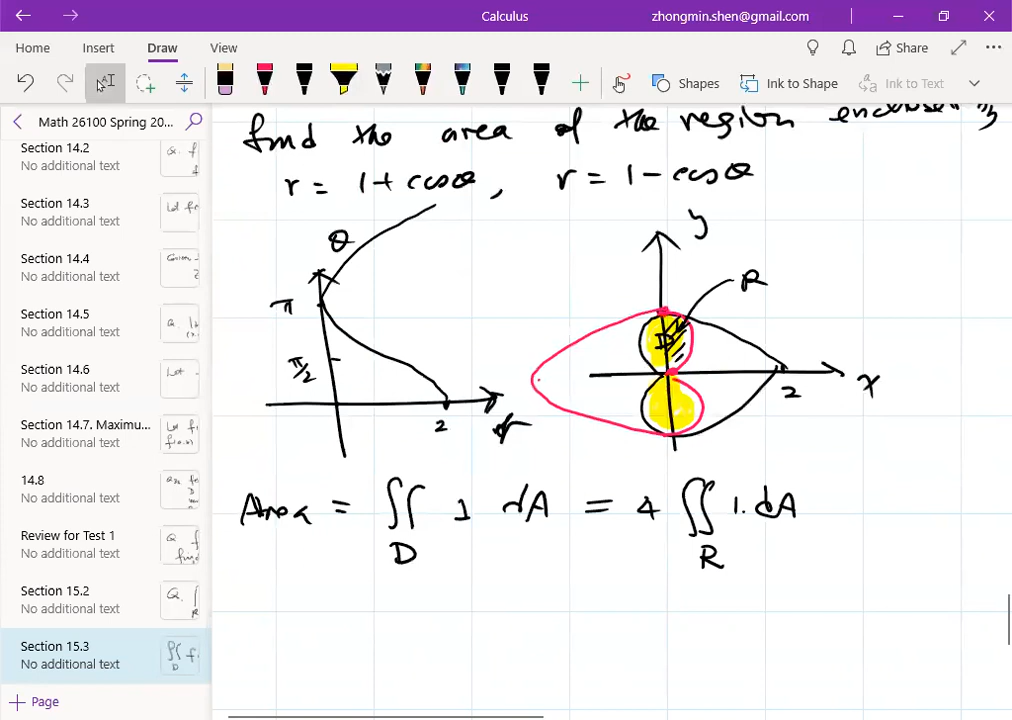 Calculus
zhongmin.shen@gmail.com
Home Insert Draw View
Share
Shapes
Ink to Shape
Ink to Text
Math 26100 Spring 20...
Section 14.2
No additional text
Section 14.3
No additional text
Section 14.4
No additional text
Section 14.5
No additional text
Section 14.6
No additional text
Section 14.7. Maximu...
No additional text
14.8
No additional text
Review for Test 1
No additional text
Section 15.2
No additional text
Section 15.3
No additional text
Page
find the area of the region enclosed by
r = 1 + cosθ, r = 1 - cosθ
θ
π
π/2
2
r
y
R
D
2
x
Area = ∬_D 1 dA = 4 ∬_R 1. dA